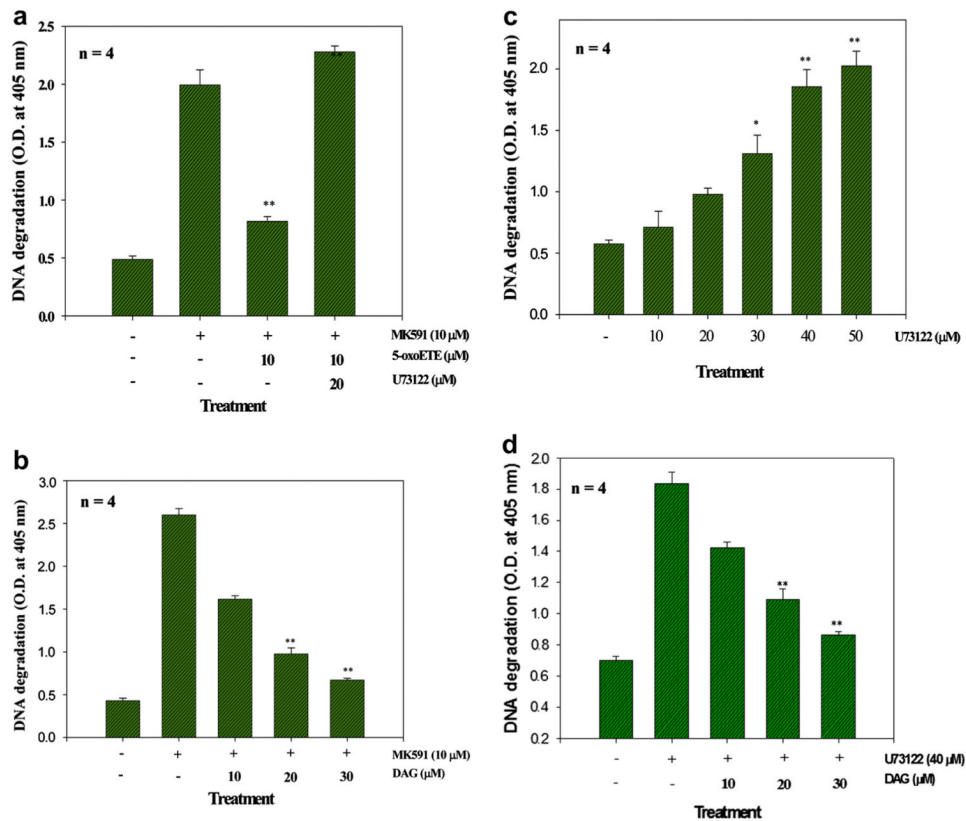 a
n = 4
DNA degradation (O.D. at 405 nm)
2.5
2.0
1.5
1.0
0.5
0.0
**
**
- + + + MK591 (10 µM)
- - 10 10 5-oxoETE (µM)
- - - 20 U73122 (µM)
Treatment
c
n = 4
DNA degradation (O.D. at 405 nm)
2.0
1.5
1.0
0.5
0.0
*
**
**
- 10 20 30 40 50 U73122 (µM)
Treatment
b
n = 4
DNA degradation (O.D. at 405 nm)
3.0
2.5
2.0
1.5
1.0
0.5
0.0
**
**
- + + + + MK591 (10 µM)
- - 10 20 30 DAG (µM)
Treatment
d
n = 4
DNA degradation (O.D. at 405 nm)
2.0
1.8
1.6
1.4
1.2
1.0
0.8
0.6
0.4
0.2
**
**
- + + + + U73122 (40 µM)
- - 10 20 30 DAG (µM)
Treatment